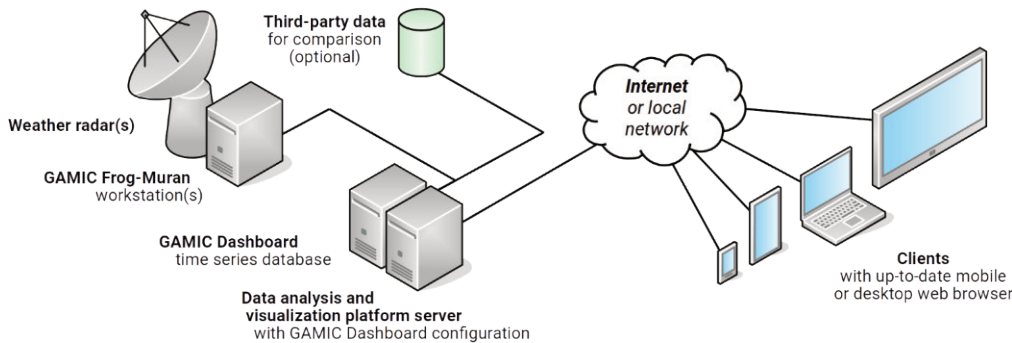 Third-party data
for comparison
(optional)
Internet
or local
network
Weather radar(s)
GAMIC Frog-Muran
workstation(s)
GAMIC Dashboard
time series database
Clients
with up-to-date mobile
or desktop web browser
Data analysis and
visualization platform server
with GAMIC Dashboard configuration